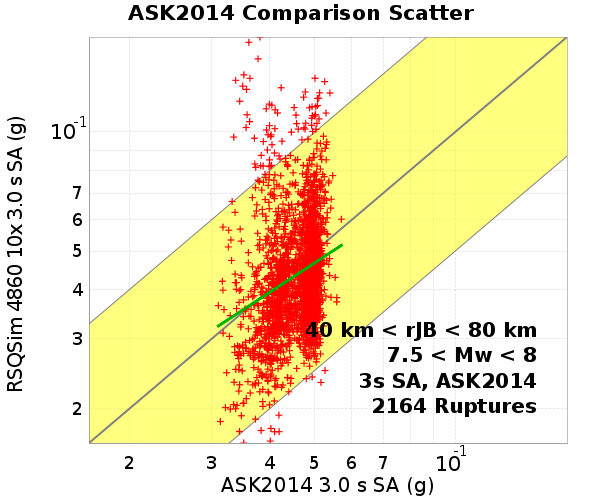 ASK2014 Comparison Scatter
RSQSim 4860 10x 3.0 s SA (g)
10⁻¹
7
6
5
4
3
2
40 km < rJB < 80 km
7.5 < Mw < 8
3s SA, ASK2014
2164 Ruptures
2 3 4 5 6 7 10⁻¹
ASK2014 3.0 s SA (g)